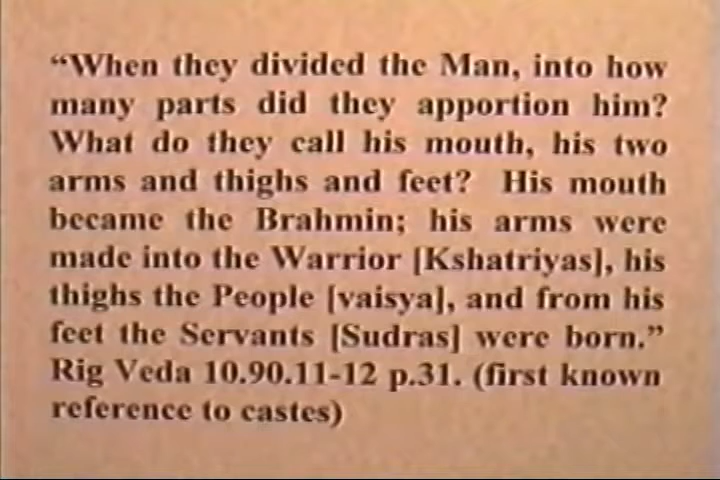 “When they divided the Man, into how
many parts did they apportion him?
What do they call his mouth, his two
arms and thighs and feet? His mouth
became the Brahmin; his arms were
made into the Warrior [Kshatriyas], his
thighs the People [vaisya], and from his
feet the Servants [Sudras] were born.”
Rig Veda 10.90.11-12 p.31. (first known
reference to castes)